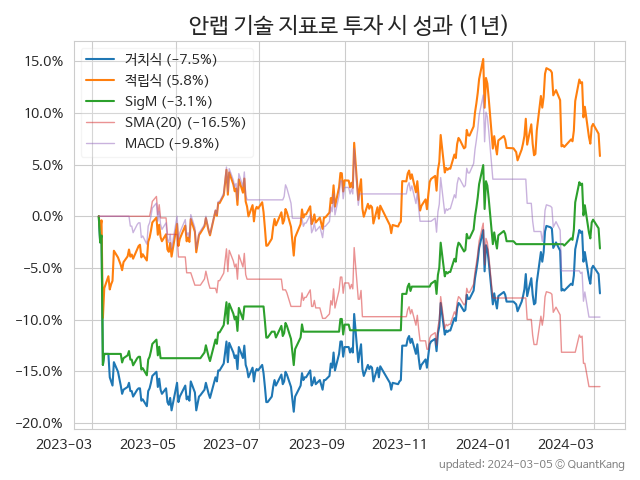 안랩 기술 지표로 투자 시 성과 (1년)
거치식 (−7.5%)
적립식 (5.8%)
SigM (−3.1%)
SMA(20) (−16.5%)
MACD (−9.8%)
15.0%
10.0%
5.0%
0.0%
−5.0%
−10.0%
−15.0%
−20.0%
2023−03 2023−05 2023−07 2023−09 2023−11 2024−01 2024−03
updated: 2024−03−05 ⓒ QuantKang